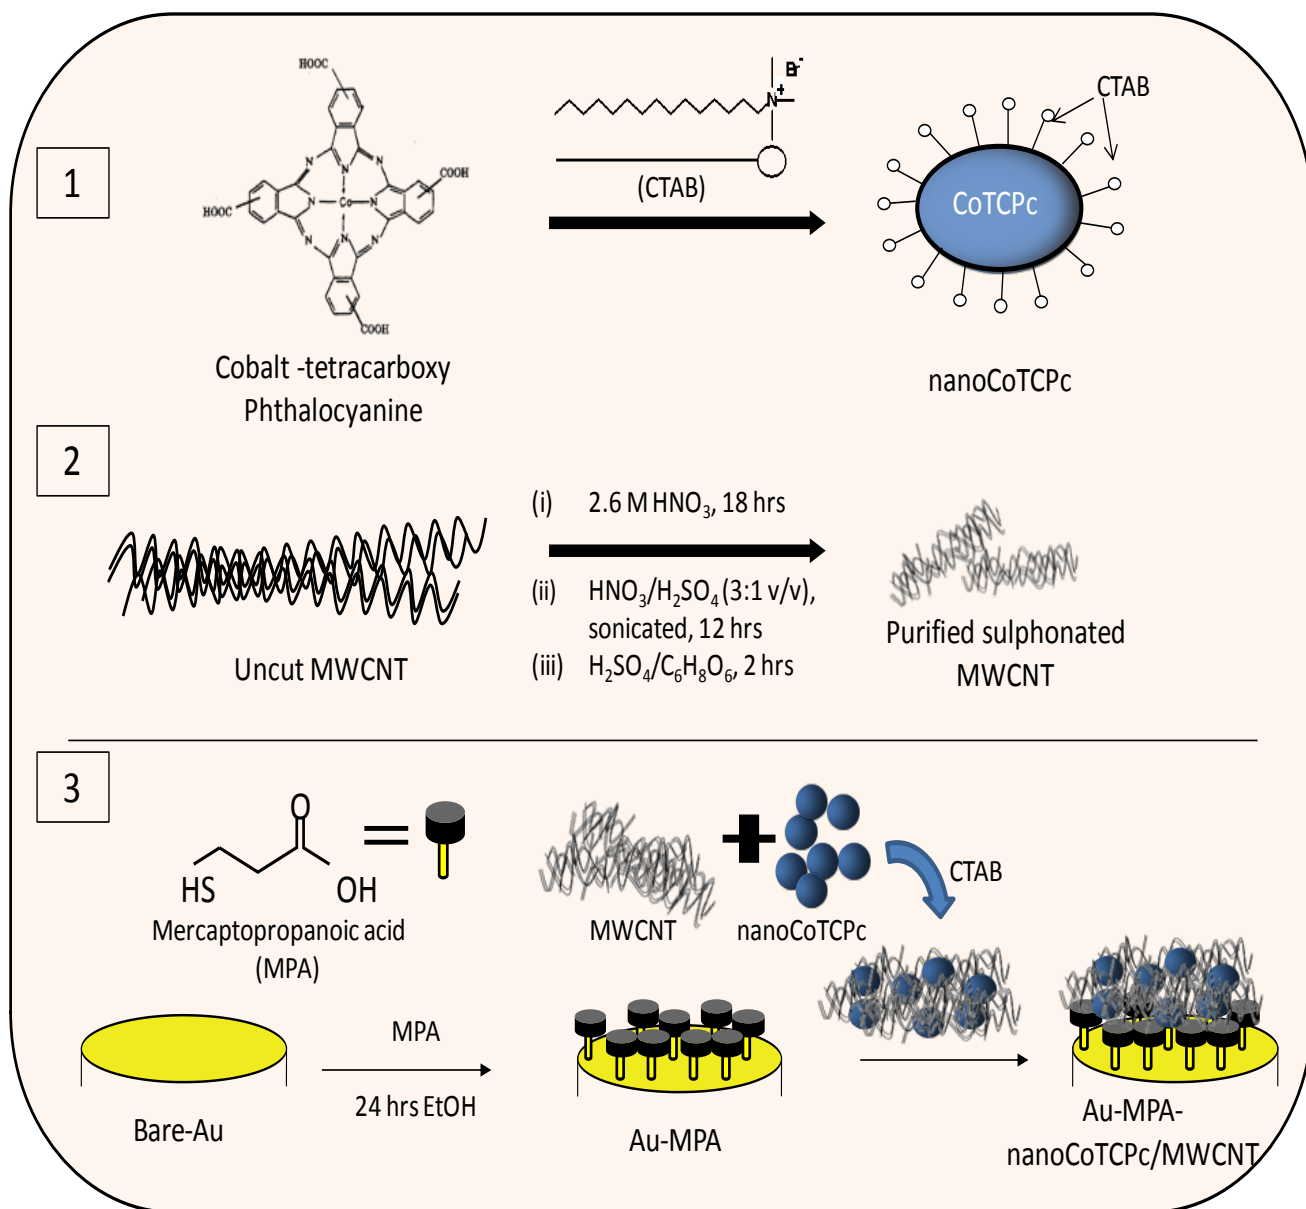 1
HOOC
COOH
HOOC
COOH
N
N
N
N
N
Co
N
N
N
Br-
N+
(CTAB)
CTAB
CoTCPc
Cobalt -tetracarboxy
Phthalocyanine
nanoCoTCPc
2
(i) 2.6 M HNO₃, 18 hrs
(ii) HNO₃/H₂SO₄ (3:1 v/v),
sonicated, 12 hrs
(iii) H₂SO₄/C₆H₈O₆, 2 hrs
Uncut MWCNT
Purified sulphonated
MWCNT
3
O
HS
OH
Mercaptopropanoic acid
(MPA)
MWCNT
nanoCoTCPc
CTAB
Bare-Au
MPA
24 hrs EtOH
Au-MPA
Au-MPA-
nanoCoTCPc/MWCNT